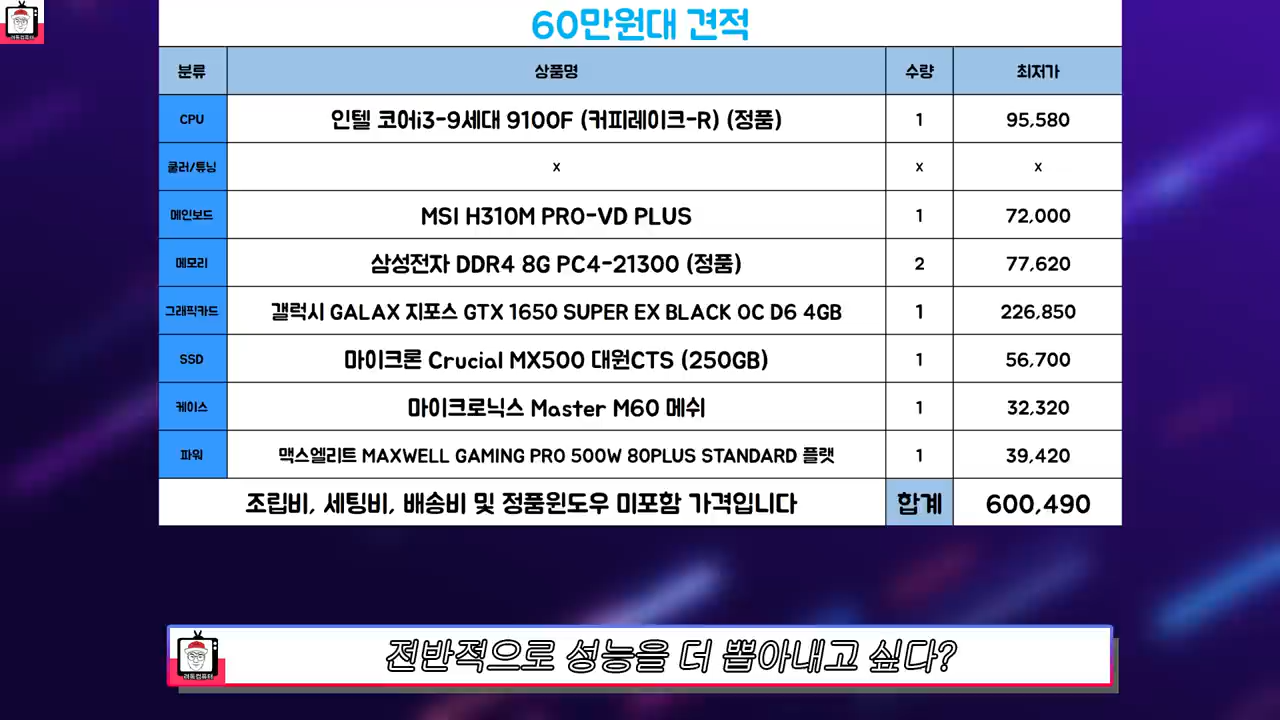 60만원대 견적
분류 상품명 수량 최저가
CPU 인텔 코어i3-9세대 9100F (커피레이크-R) (정품) 1 95,580
쿨러/튜닝 x x x
메인보드 MSI H310M PRO-VD PLUS 1 72,000
메모리 삼성전자 DDR4 8G PC4-21300 (정품) 2 77,620
그래픽카드 갤럭시 GALAX 지포스 GTX 1650 SUPER EX BLACK OC D6 4GB 1 226,850
SSD 마이크론 Crucial MX500 대원CTS (250GB) 1 56,700
케이스 마이크로닉스 Master M60 메쉬 1 32,320
파워 맥스엘리트 MAXWELL GAMING PRO 500W 80PLUS STANDARD 플랫 1 39,420
조립비, 세팅비, 배송비 및 정품윈도우 미포함 가격입니다 합계 600,490
전반적으로 성능을 더 뽑아내고 싶다?